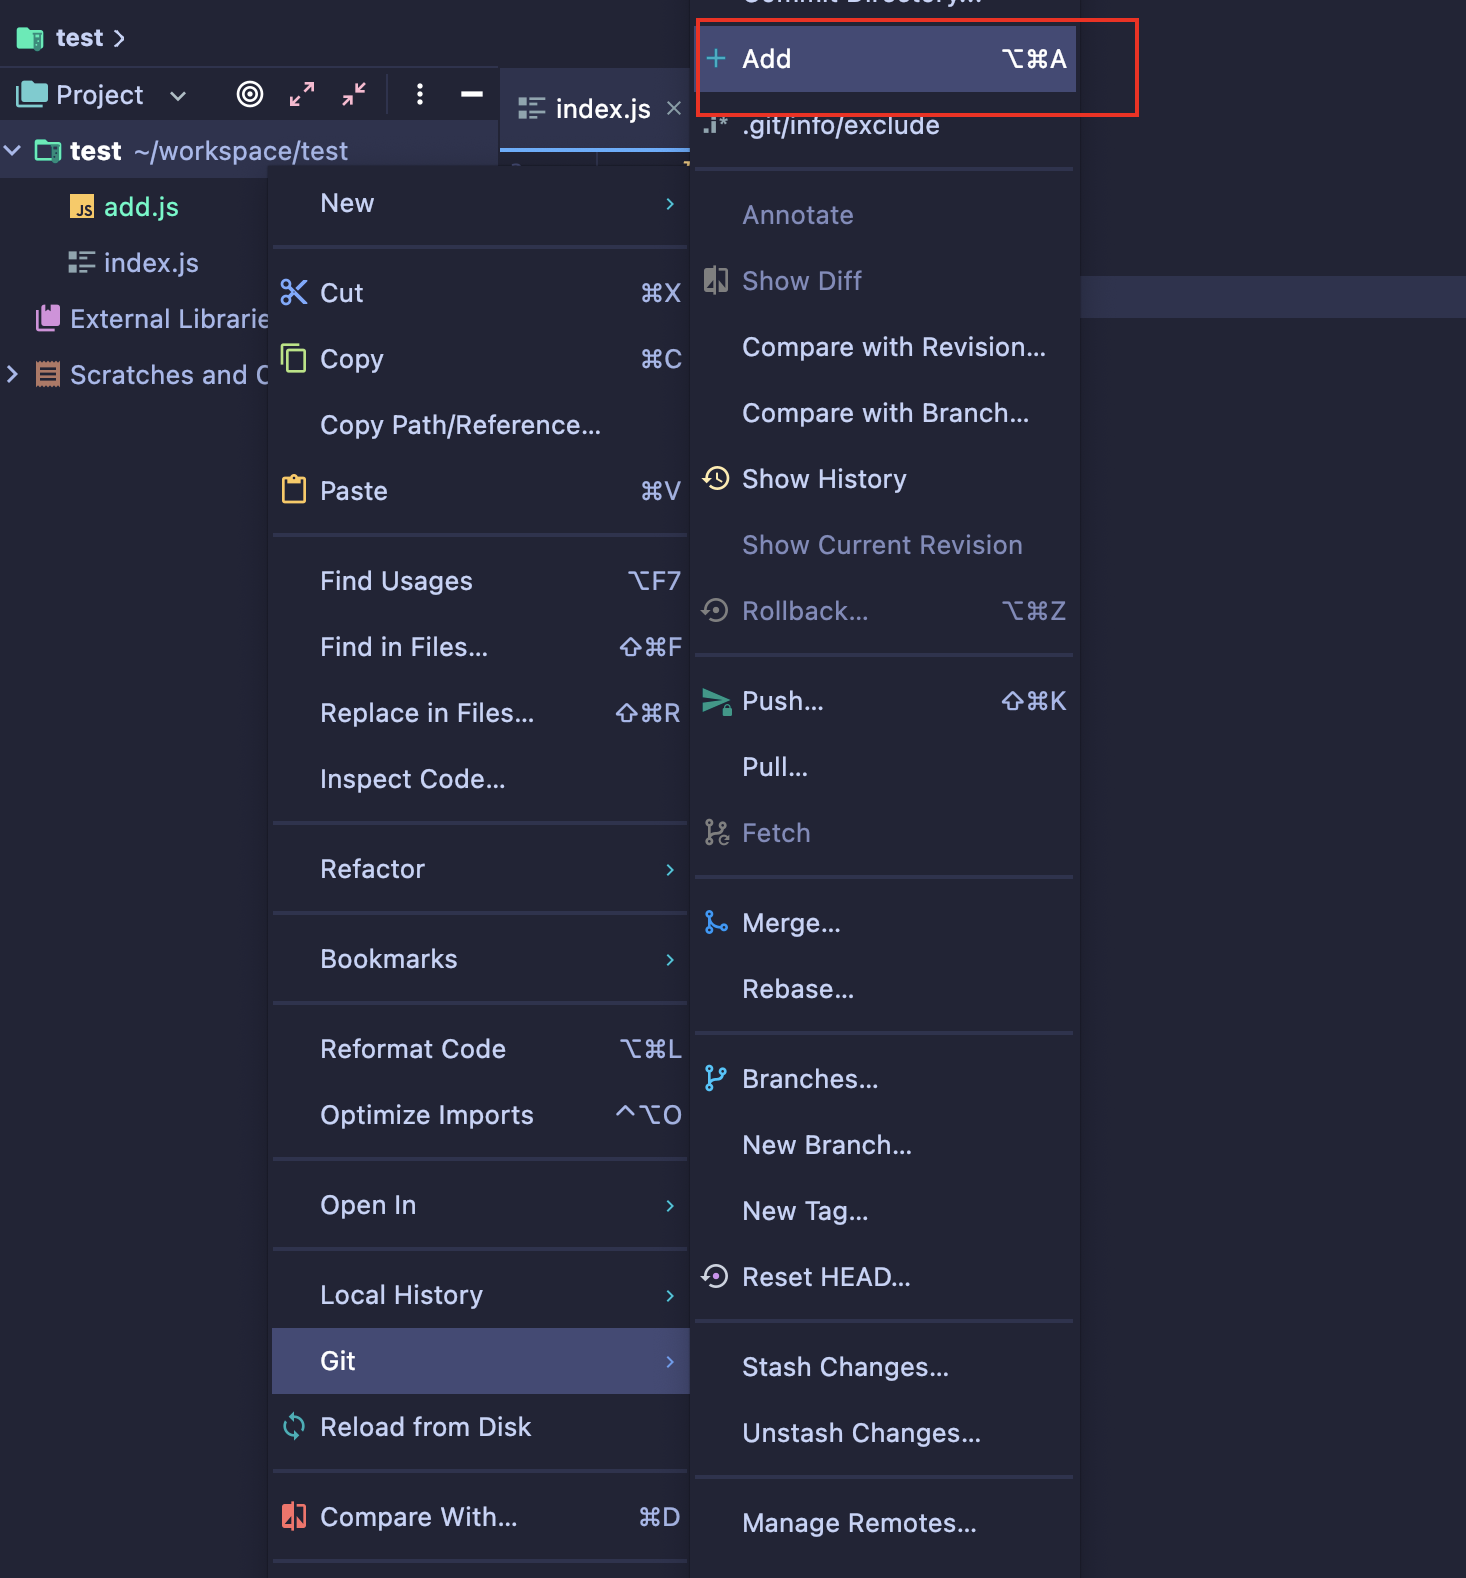 test
Project
index.js
test ~/workspace/test
add.js
index.js
External Librarie
Scratches and C
New
Cut ⌘X
Copy ⌘C
Copy Path/Reference...
Paste ⌘V
Find Usages ⌥F7
Find in Files... ⇧⌘F
Replace in Files... ⇧⌘R
Inspect Code...
Refactor
Bookmarks
Reformat Code ⌥⌘L
Optimize Imports ^⌥O
Open In
Local History
Git
Reload from Disk
Compare With... ⌘D
Commit Directory...
Add ⌥⌘A
.git/info/exclude
Annotate
Show Diff
Compare with Revision...
Compare with Branch...
Show History
Show Current Revision
Rollback... ⌥⌘Z
Push... ⇧⌘K
Pull...
Fetch
Merge...
Rebase...
Branches...
New Branch...
New Tag...
Reset HEAD...
Stash Changes...
Unstash Changes...
Manage Remotes...